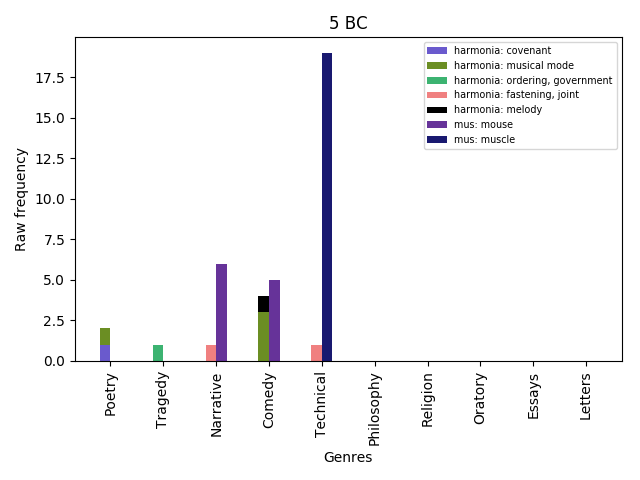 5 BC
harmonia: covenant
harmonia: musical mode
harmonia: ordering, government
harmonia: fastening, joint
harmonia: melody
mus: mouse
mus: muscle
Raw frequency
17.5
15.0
12.5
10.0
7.5
5.0
2.5
0.0
Poetry
Tragedy
Narrative
Comedy
Technical
Philosophy
Religion
Oratory
Essays
Letters
Genres